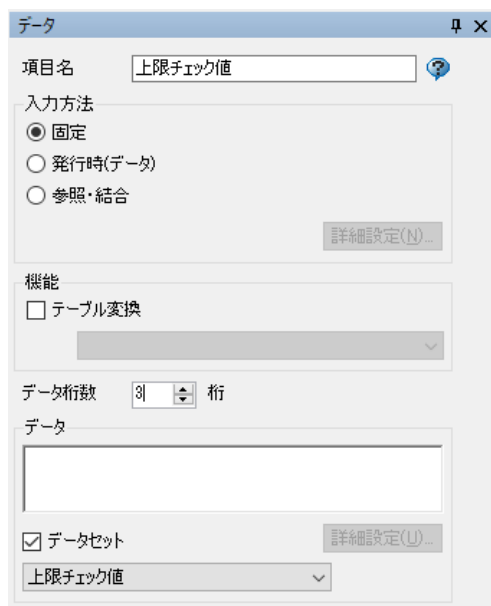 データ
項目名 上限チェック値
入力方法
固定
発行時(データ)
参照・結合
詳細設定(N)...
機能
テーブル変換
データ桁数 3 桁
データ
データセット 詳細設定(U)...
上限チェック値